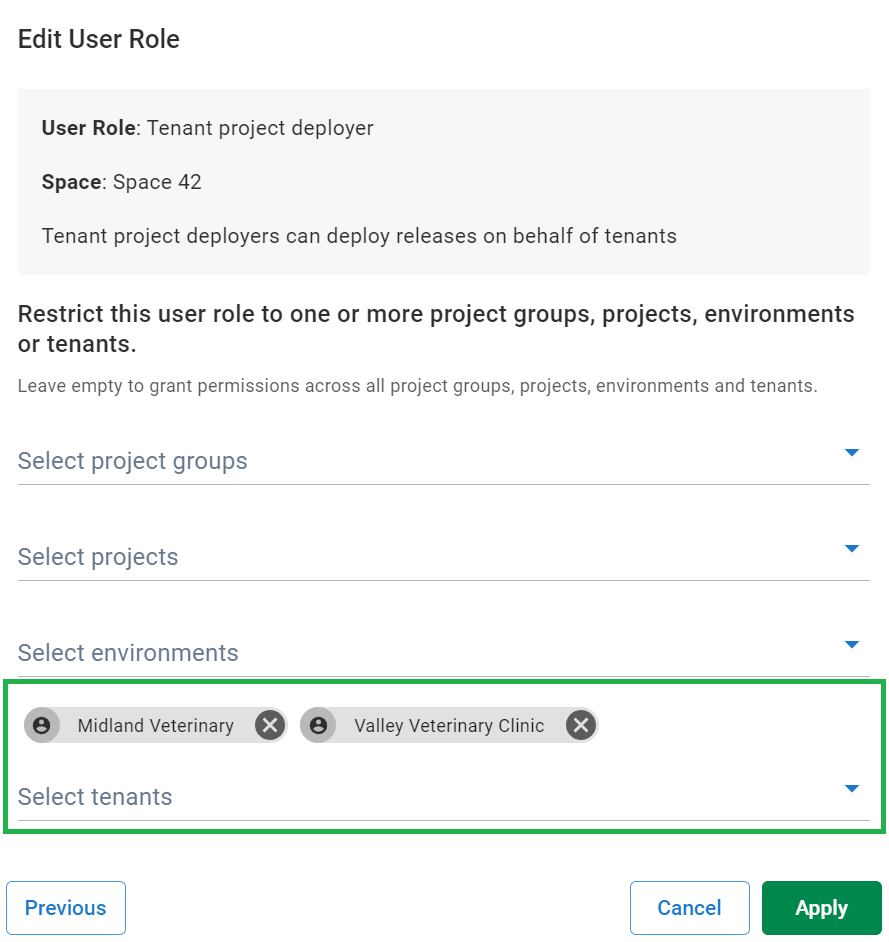 Edit User Role
User Role: Tenant project deployer
Space: Space 42
Tenant project deployers can deploy releases on behalf of tenants
Restrict this user role to one or more project groups, projects, environments
or tenants.
Leave empty to grant permissions across all project groups, projects, environments and tenants.
Select project groups
Select projects
Select environments
Midland Veterinary Valley Veterinary Clinic
Select tenants
Previous Cancel Apply